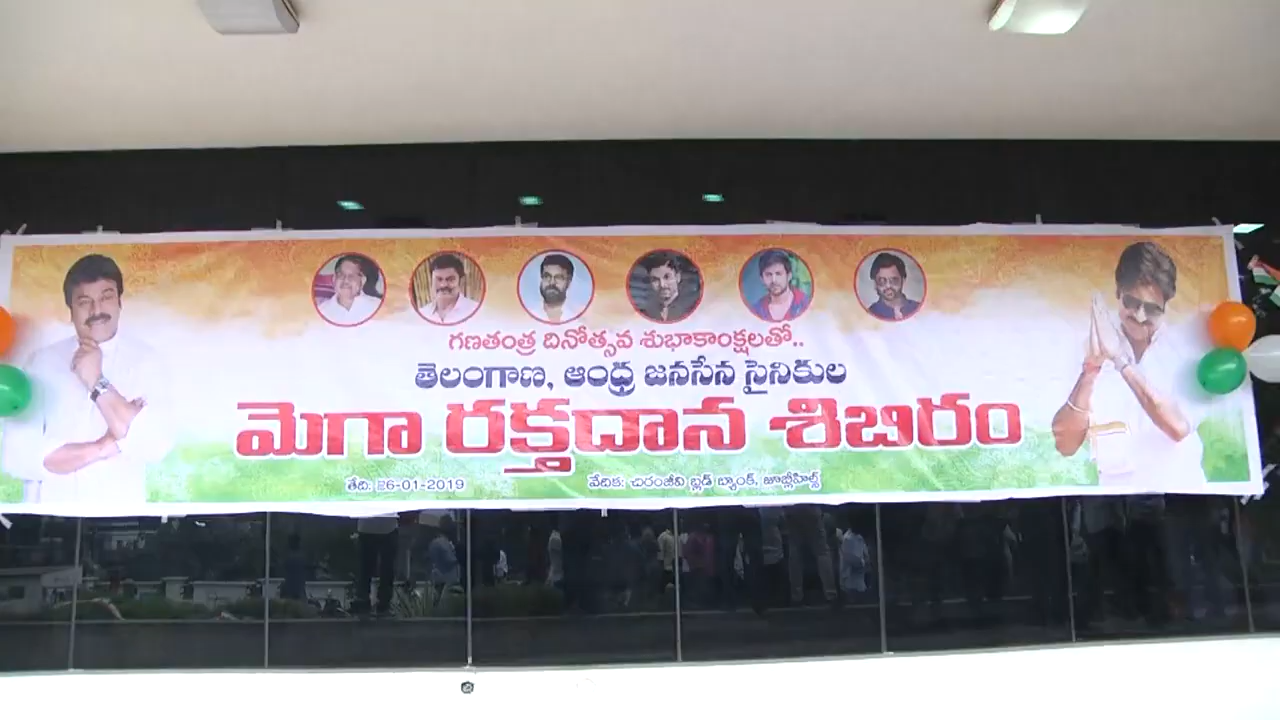 గణతంత్ర దినోత్సవ శుభాకాంక్షలతో..
తెలంగాణ, ఆంధ్ర జనసేన సైనికుల
మెగా రక్తదాన శిబిరం
తేది: 26-01-2019 వేదిక: చిరంజీవి బ్లడ్ బ్యాంక్, జూబ్లీహిల్స్